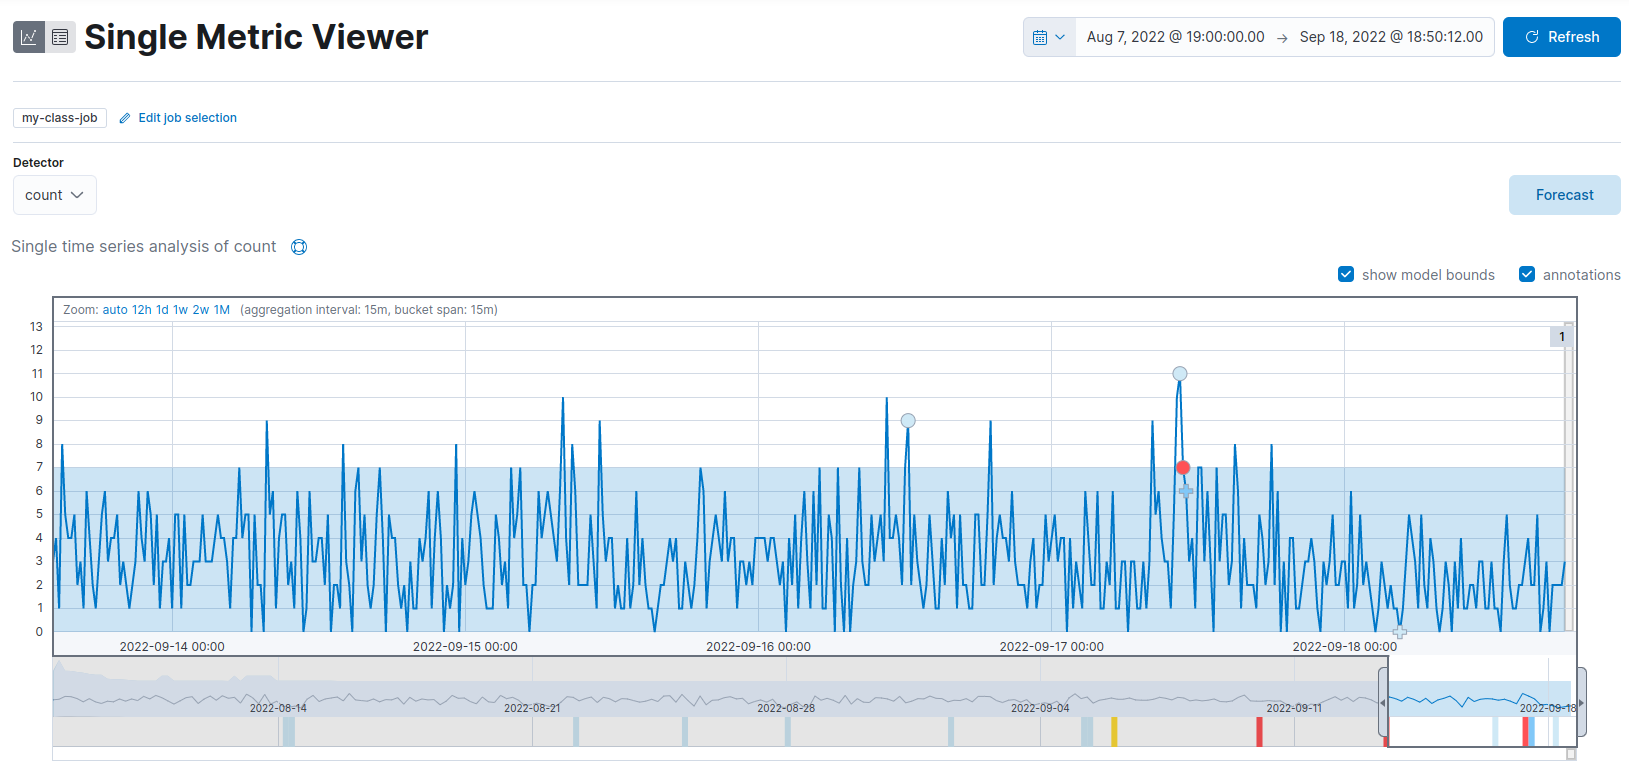 Single Metric Viewer
Aug 7, 2022 @ 19:00:00.00 → Sep 18, 2022 @ 18:50:12.00
Refresh
my-class-job
Edit job selection
Detector
count
Forecast
Single time series analysis of count
show model bounds
annotations
Zoom: auto 12h 1d 1w 2w 1M (aggregation interval: 15m, bucket span: 15m)
13
1
12
11
10
9
8
7
6
5
4
3
2
1
0
2022-09-14 00:00
2022-09-15 00:00
2022-09-16 00:00
2022-09-17 00:00
2022-09-18 00:00
2022-08-14
2022-08-21
2022-08-28
2022-09-04
2022-09-11
2022-09-18